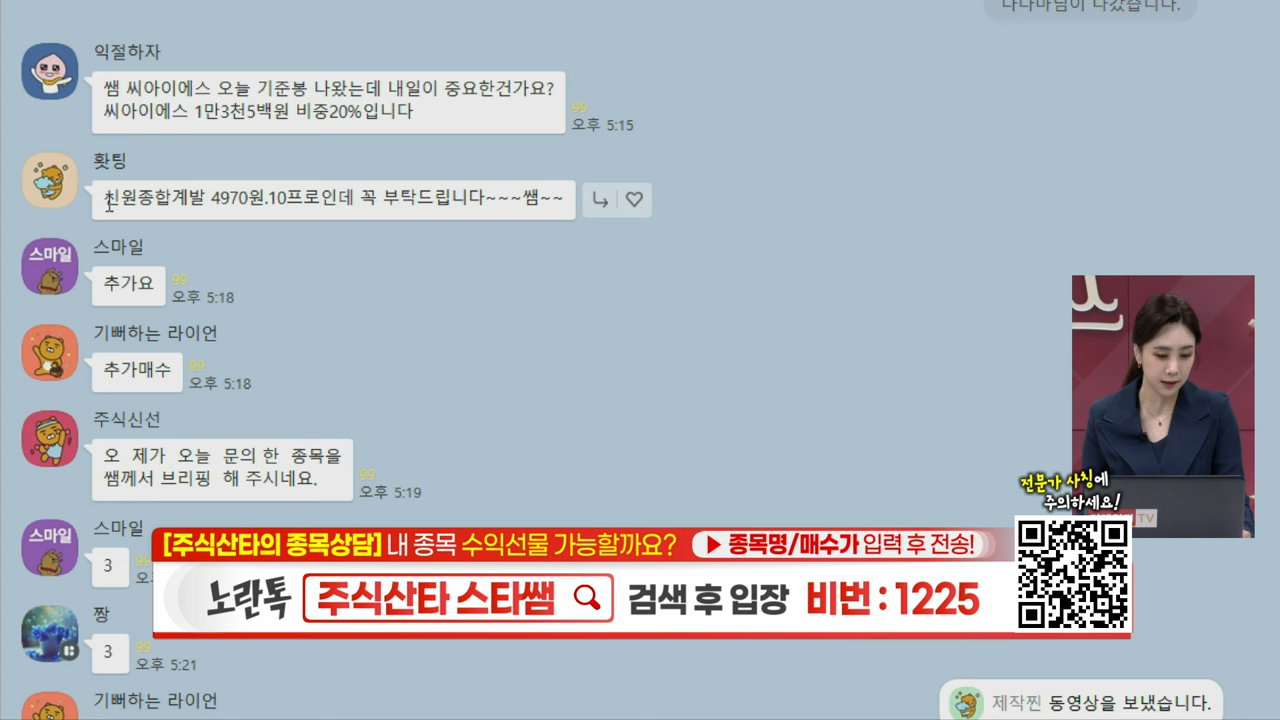 나나마님이 나갔습니다.
익절하자
쌤 씨아이에스 오늘 기준봉 나왔는데 내일이 중요한건가요?
씨아이에스 1만3천5백원 비중20%입니다
99
오후 5:15
홧팅
원종합계발 4970원.10프로인데 꼭 부탁드립니다~~~쌤~~
스마일
스마일
추가요
99
오후 5:18
기뻐하는 라이언
추가매수
99
오후 5:18
주식신선
오 제가 오늘 문의 한 종목을
쌤께서 브리핑 해 주시네요.
99
오후 5:19
스마일
스마일
3
짱
3
99
오후 5:21
기뻐하는 라이언
전문가 사칭에
주의하세요!
TV
[주식산타의 종목상담] 내 종목 수익선물 가능할까요? ▶ 종목명/매수가 입력 후 전송!
노란톡 주식산타 스타쌤 검색 후 입장 비번 : 1225
제작찐 동영상을 보냈습니다.